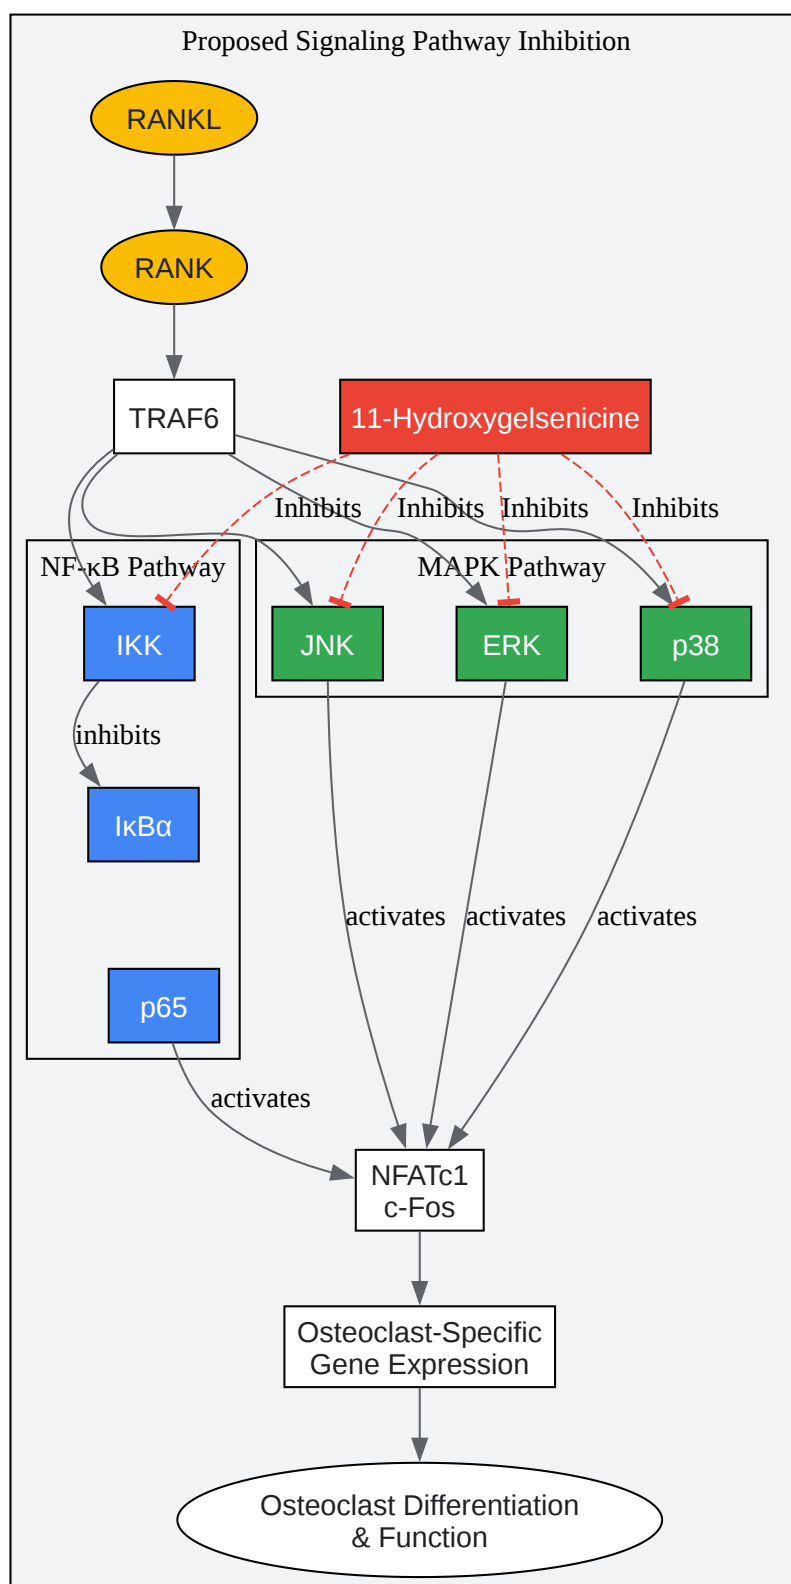 Proposed Signaling Pathway Inhibition
RANKL
RANK
TRAF6
11-Hydroxygelsenicine
Inhibits
Inhibits
Inhibits
Inhibits
NF-κB Pathway
MAPK Pathway
IKK
JNK
ERK
p38
inhibits
IκBα
activates
activates
activates
p65
activates
NFATc1
c-Fos
Osteoclast-Specific
Gene Expression
Osteoclast Differentiation
& Function